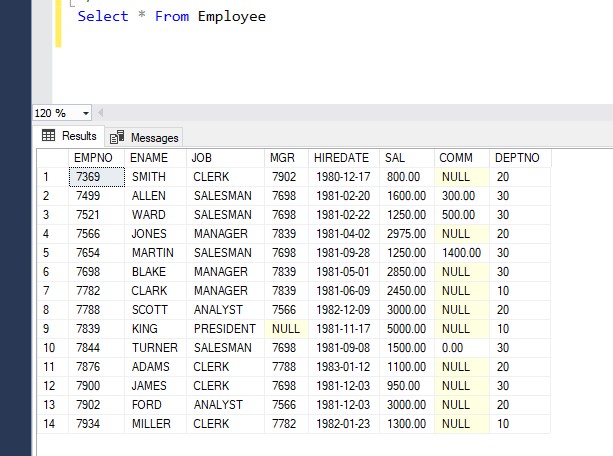 Select * From Employee
120 %
Results Messages
EMPNO ENAME JOB MGR HIREDATE SAL COMM DEPTNO
1 7369 SMITH CLERK 7902 1980-12-17 800.00 NULL 20
2 7499 ALLEN SALESMAN 7698 1981-02-20 1600.00 300.00 30
3 7521 WARD SALESMAN 7698 1981-02-22 1250.00 500.00 30
4 7566 JONES MANAGER 7839 1981-04-02 2975.00 NULL 20
5 7654 MARTIN SALESMAN 7698 1981-09-28 1250.00 1400.00 30
6 7698 BLAKE MANAGER 7839 1981-05-01 2850.00 NULL 30
7 7782 CLARK MANAGER 7839 1981-06-09 2450.00 NULL 10
8 7788 SCOTT ANALYST 7566 1982-12-09 3000.00 NULL 20
9 7839 KING PRESIDENT NULL 1981-11-17 5000.00 NULL 10
10 7844 TURNER SALESMAN 7698 1981-09-08 1500.00 0.00 30
11 7876 ADAMS CLERK 7788 1983-01-12 1100.00 NULL 20
12 7900 JAMES CLERK 7698 1981-12-03 950.00 NULL 30
13 7902 FORD ANALYST 7566 1981-12-03 3000.00 NULL 20
14 7934 MILLER CLERK 7782 1982-01-23 1300.00 NULL 10